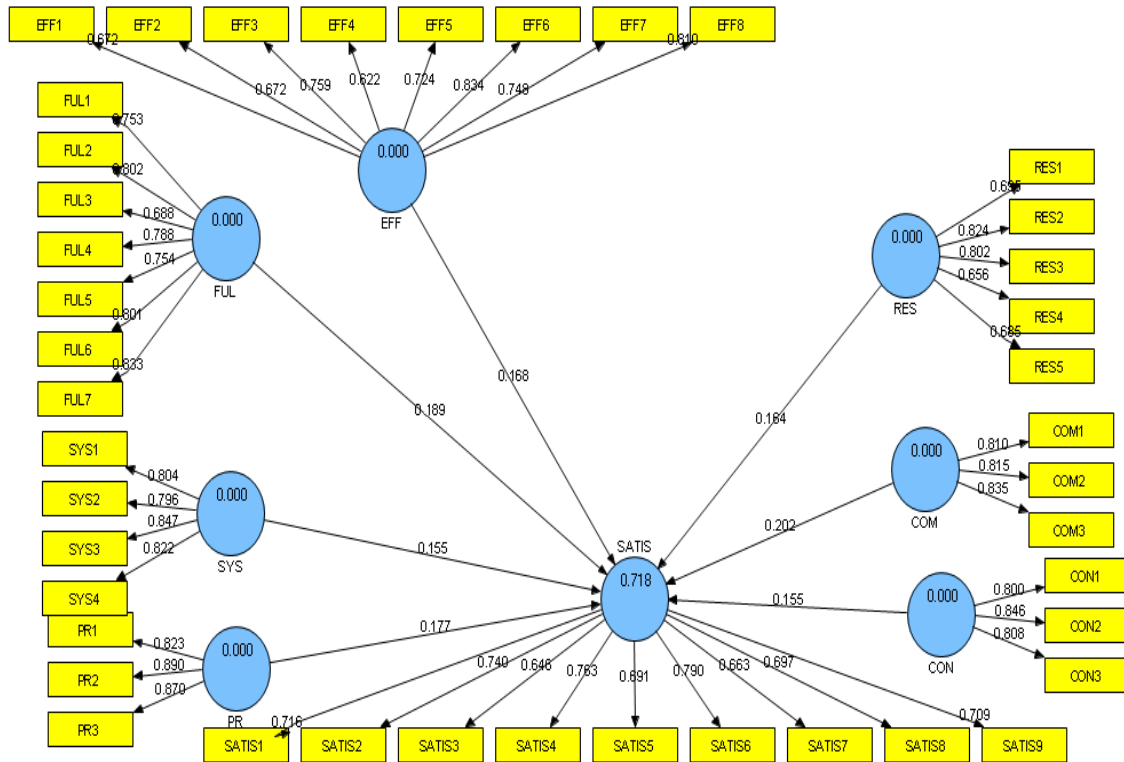 EFF1
EFF2
EFF3
EFF4
EFF5
EFF6
EFF7
EFF8
0.672
0.672
0.759
0.622
0.724
0.834
0.748
0.810
0.000
EFF
FUL1
FUL2
FUL3
FUL4
FUL5
FUL6
FUL7
0.753
0.802
0.688
0.788
0.754
0.801
0.833
0.000
FUL
RES1
RES2
RES3
RES4
RES5
0.695
0.824
0.802
0.656
0.685
0.000
RES
0.168
0.189
0.164
SYS1
SYS2
SYS3
SYS4
0.804
0.796
0.847
0.822
0.000
SYS
0.155
COM1
COM2
COM3
0.810
0.815
0.835
0.000
COM
0.202
SATIS
0.718
PR1
PR2
PR3
0.823
0.890
0.870
0.000
PR
0.177
CON1
CON2
CON3
0.800
0.846
0.808
0.000
CON
0.155
0.716
0.740
0.646
0.763
0.691
0.790
0.663
0.697
0.709
SATIS1
SATIS2
SATIS3
SATIS4
SATIS5
SATIS6
SATIS7
SATIS8
SATIS9